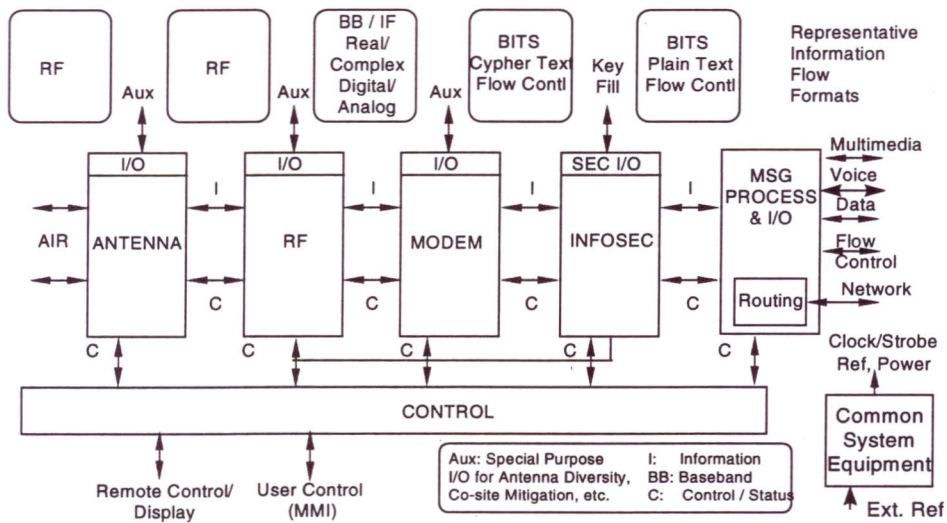 RF
Aux
RF
Aux
BB / IF
Real/
Complex
Digital/
Analog
Aux
BITS
Cypher Text
Flow Contl
Key
Fill
BITS
Plain Text
Flow Contl
Representative
Information
Flow
Formats
I/O
I/O
I/O
SEC I/O
AIR
ANTENNA
I
C
RF
I
C
MODEM
I
C
INFOSEC
I
C
MSG
PROCESS
& I/O
Routing
Multimedia
Voice
Data
Flow
Control
Network
C
C
C
C
C
CONTROL
Clock/Strobe
Ref, Power
Common
System
Equipment
Ext. Ref
Remote Control/
Display
User Control
(MMI)
Aux: Special Purpose
I/O for Antenna Diversity,
Co-site Mitigation, etc.
I: Information
BB: Baseband
C: Control / Status